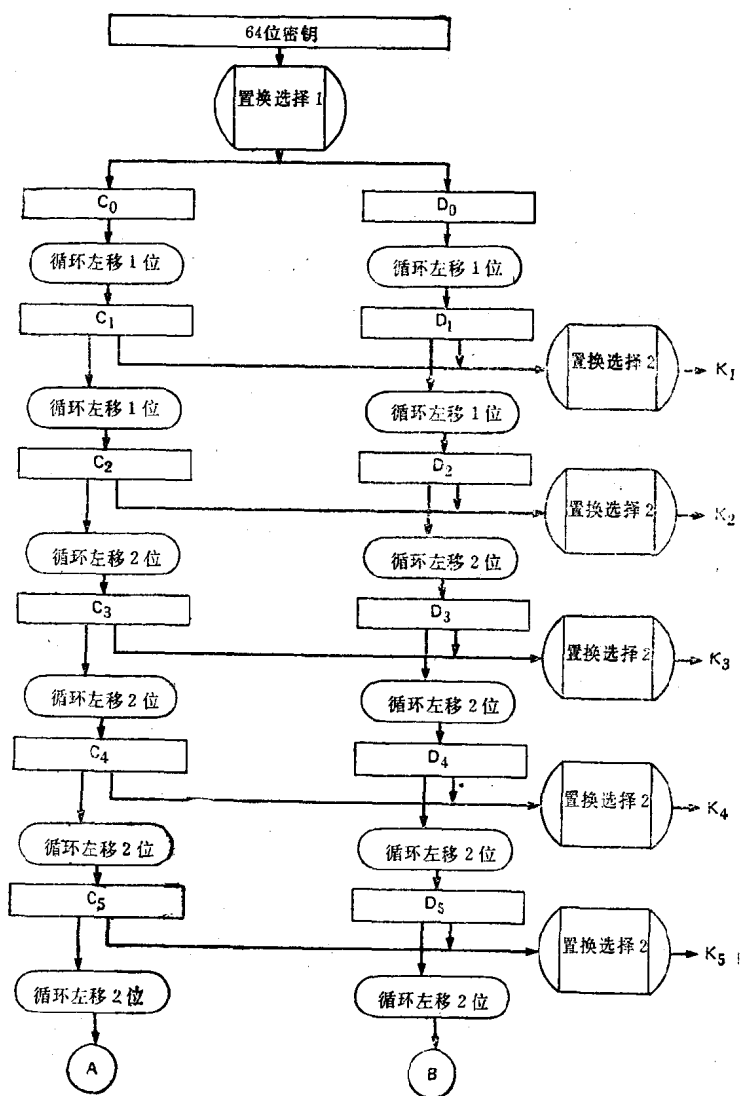 64位密钥
置换选择1
C0
D0
循环左移1位
循环左移1位
C1
D1
置换选择2
K1
循环左移1位
循环左移1位
C2
D2
置换选择2
K2
循环左移2位
循环左移2位
C3
D3
置换选择2
K3
循环左移2位
循环左移2位
C4
D4
置换选择2
K4
循环左移2位
循环左移2位
C5
D5
置换选择2
K5
循环左移2位
循环左移2位
A
B